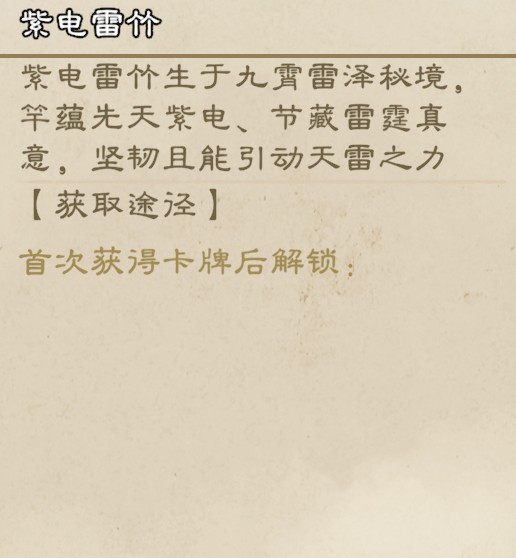 紫电雷竹
紫电雷竹生于九霄雷泽秘境，
竿蕴先天紫电、节藏雷霆真
意，坚韧且能引动天雷之力
【获取途径】
首次获得卡牌后解锁：